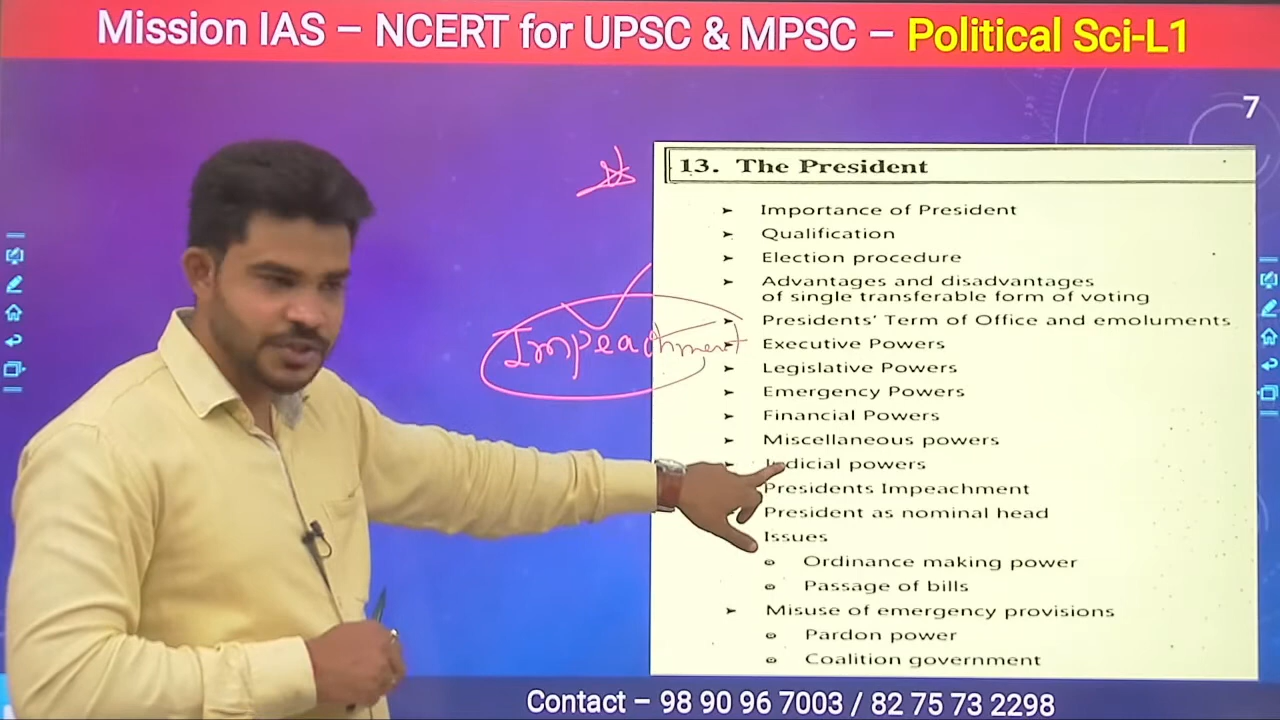 Mission IAS – NCERT for UPSC & MPSC – Political Sci-L1
7
13. The President
➤ Importance of President
➤ Qualification
➤ Election procedure
➤ Advantages and disadvantages
of single transferable form of voting
➤ Presidents' Term of Office and emoluments
➤ Executive Powers
➤ Legislative Powers
➤ Emergency Powers
➤ Financial Powers
➤ Miscellaneous powers
➤ Judicial powers
Presidents Impeachment
President as nominal head
Issues
Ordinance making power
Passage of bills
➤ Misuse of emergency provisions
Pardon power
Coalition government
Impeachment
Contact – 98 90 96 7003 / 82 75 73 2298